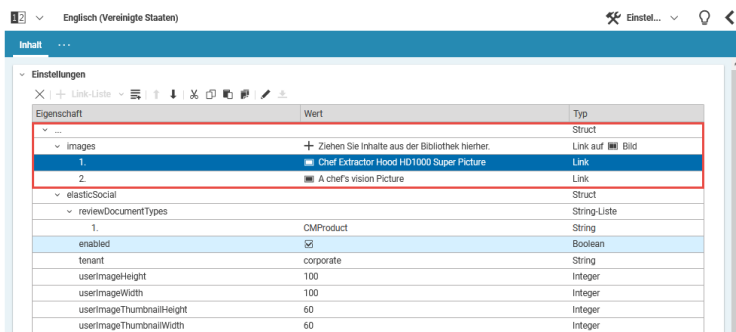 12 Englisch (Vereinigte Staaten) Einstel...
Inhalt ...
Einstellungen
Link-Liste
Eigenschaft Wert Typ
... Struct
images Ziehen Sie Inhalte aus der Bibliothek hierher. Link auf Bild
1. Chef Extractor Hood HD1000 Super Picture Link
2. A chef's vision Picture Link
elasticSocial Struct
reviewDocumentTypes String-Liste
1. CMProduct String
enabled Boolean
tenant corporate String
userImageHeight 100 Integer
userImageWidth 100 Integer
userImageThumbnailHeight 60 Integer
userImageThumbnailWidth 60 Integer